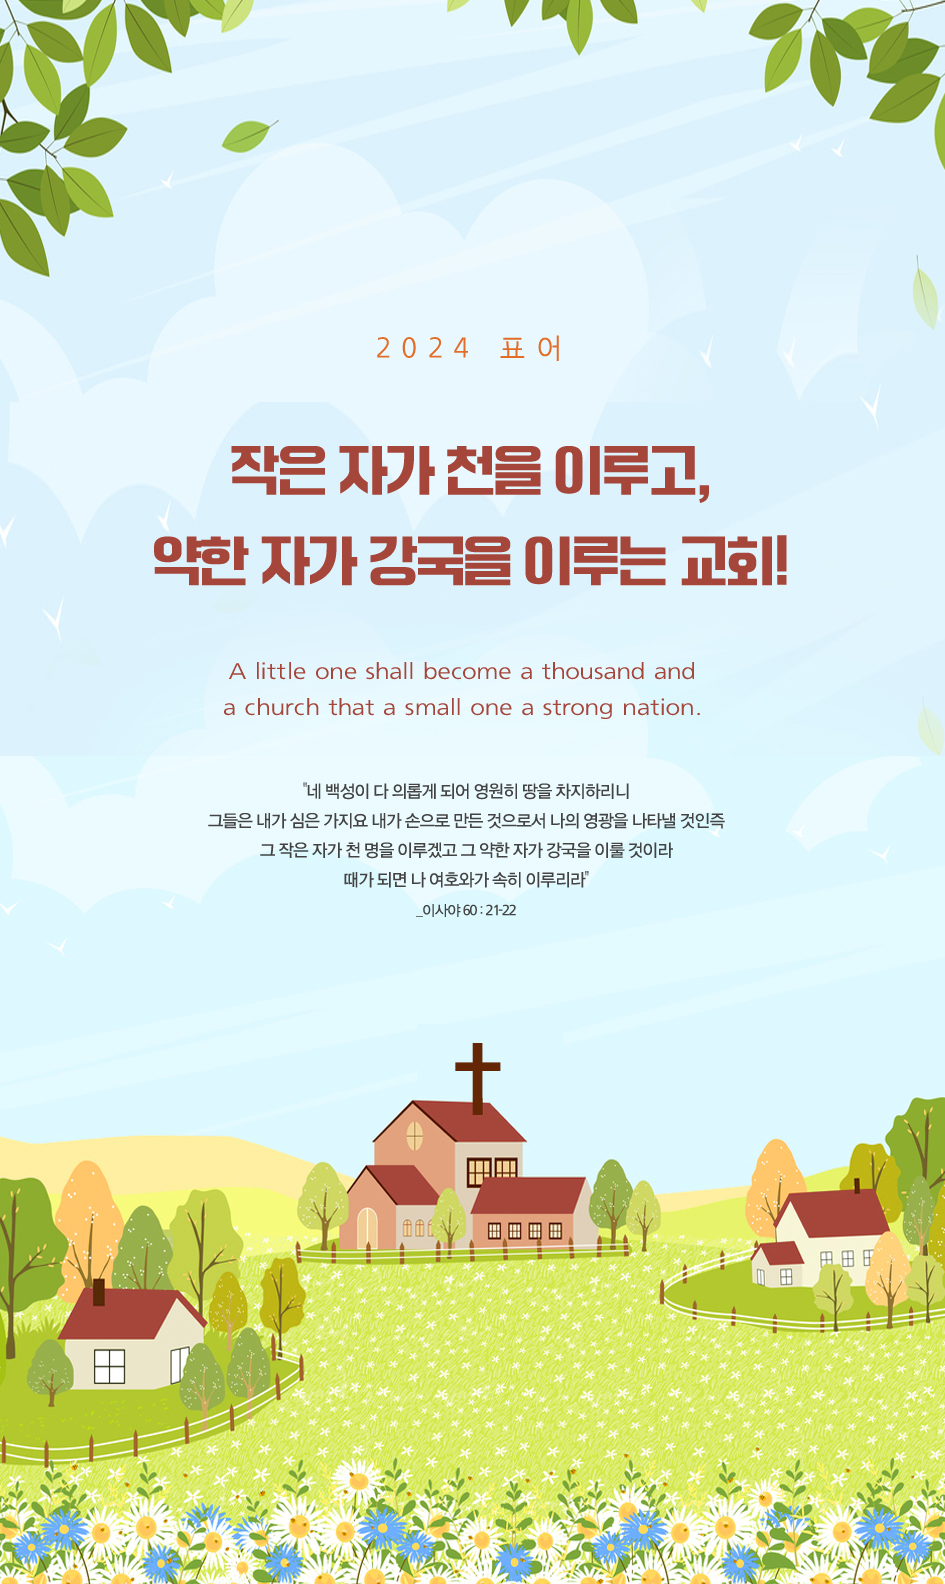 2024 표어
작은 자가 천을 이루고,
약한 자가 강국을 이루는 교회!
A little one shall become a thousand and
a church that a small one a strong nation.
"네 백성이 다 의롭게 되어 영원히 땅을 차지하리니
그들은 내가 심은 가지요 내가 손으로 만든 것으로서 나의 영광을 나타낼 것인즉
그 작은 자가 천 명을 이루겠고 그 약한 자가 강국을 이룰 것이라
때가 되면 나 여호와가 속히 이루리라"
_이사야 60 : 21-22